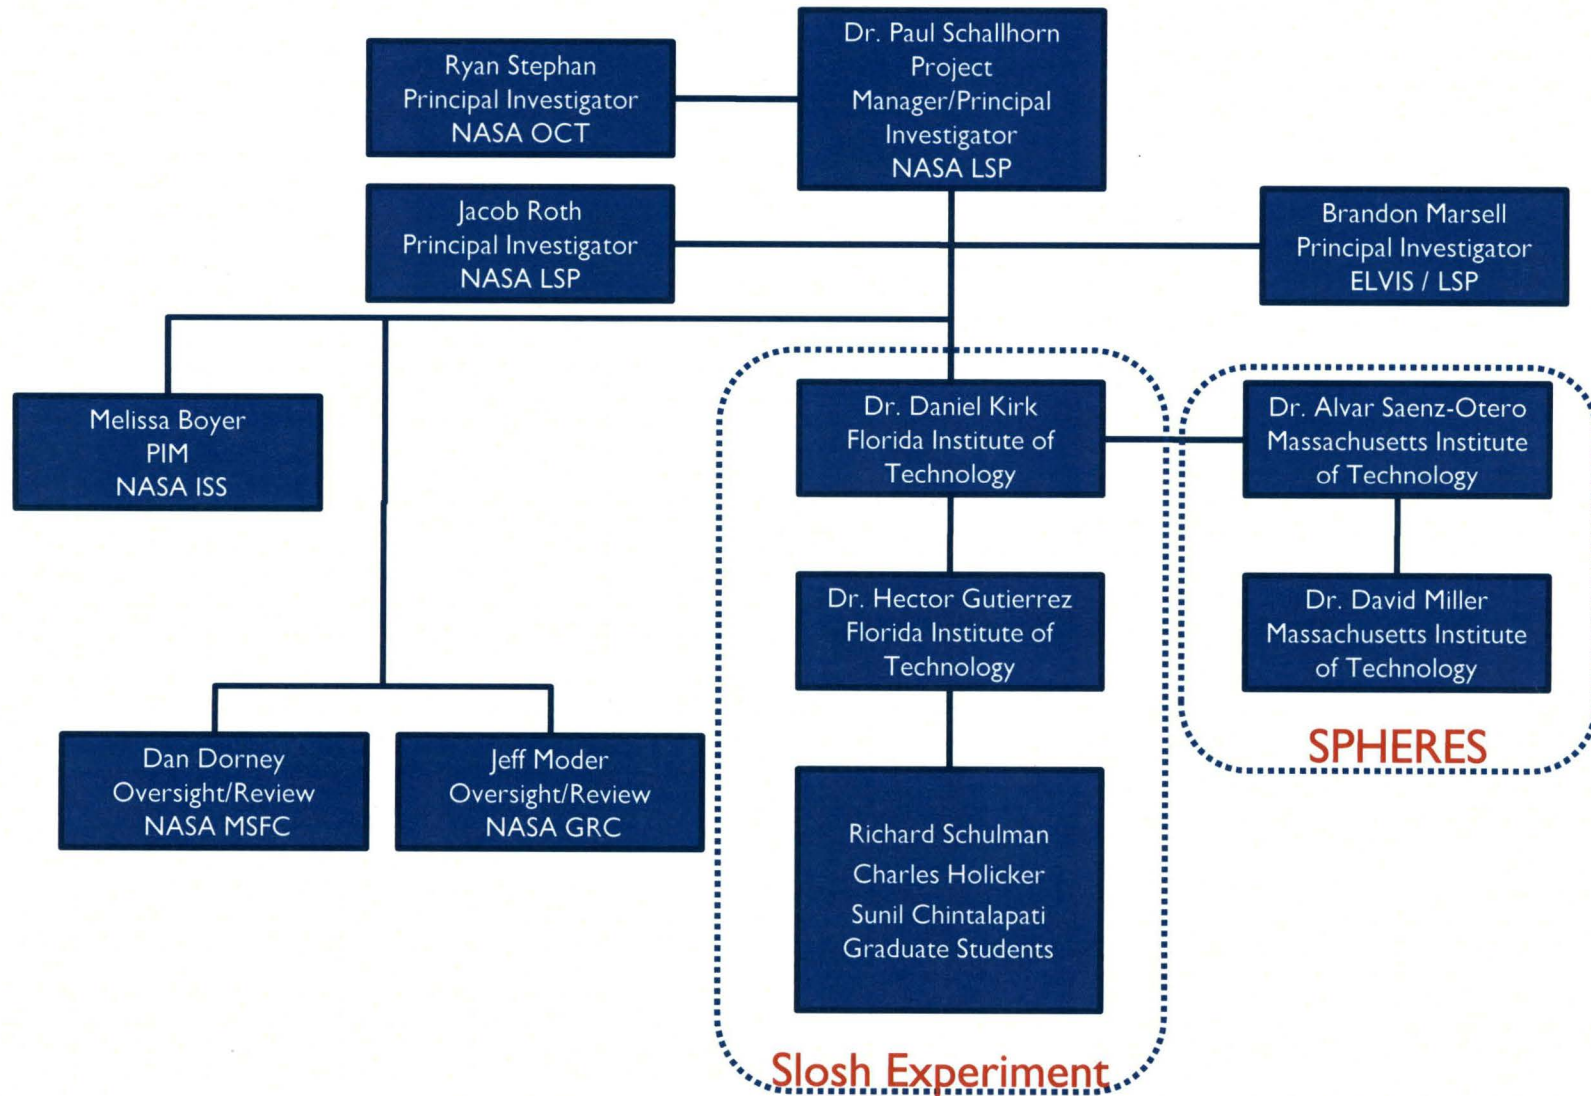 Dr. Paul Schallhorn
Project
Manager/Principal
Investigator
NASA LSP
Ryan Stephan
Principal Investigator
NASA OCT
Jacob Roth
Principal Investigator
NASA LSP
Brandon Marsell
Principal Investigator
ELVIS / LSP
Melissa Boyer
PIM
NASA ISS
Dr. Daniel Kirk
Florida Institute of
Technology
Dr. Alvar Saenz-Otero
Massachusetts Institute
of Technology
Dr. Hector Gutierrez
Florida Institute of
Technology
Dr. David Miller
Massachusetts Institute
of Technology
SPHERES
Dan Dorney
Oversight/Review
NASA MSFC
Jeff Moder
Oversight/Review
NASA GRC
Richard Schulman
Charles Holicker
Sunil Chintalapati
Graduate Students
Slosh Experiment